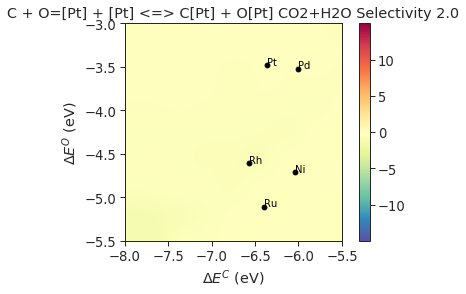 C + O=[Pt] + [Pt] <=> C[Pt] + O[Pt] CO2+H2O Selectivity 2.0
−3.0
−3.5
−4.0
−4.5
−5.0
−5.5
ΔE^O (eV)
Pt
Pd
Rh
Ni
Ru
−8.0 −7.5 −7.0 −6.5 −6.0 −5.5
ΔE^C (eV)
10
5
0
−5
−10